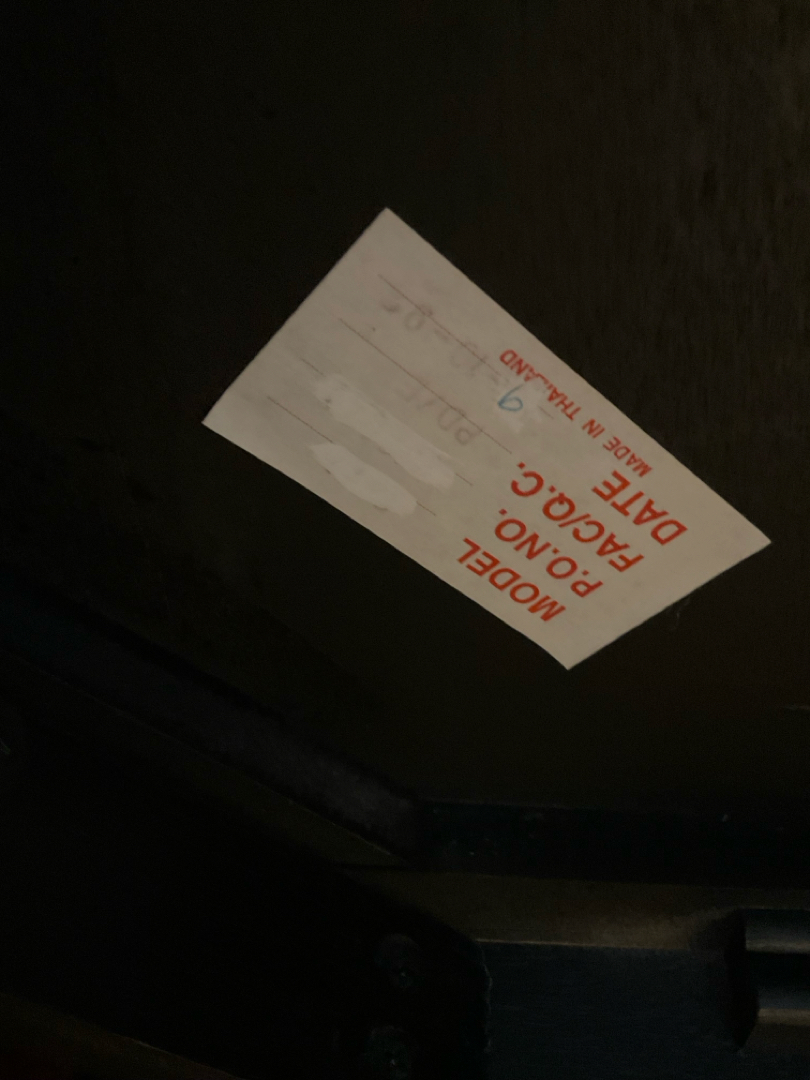 MODEL
P.O.NO.
FAC/Q.C.
DATE
MADE IN THAILAND